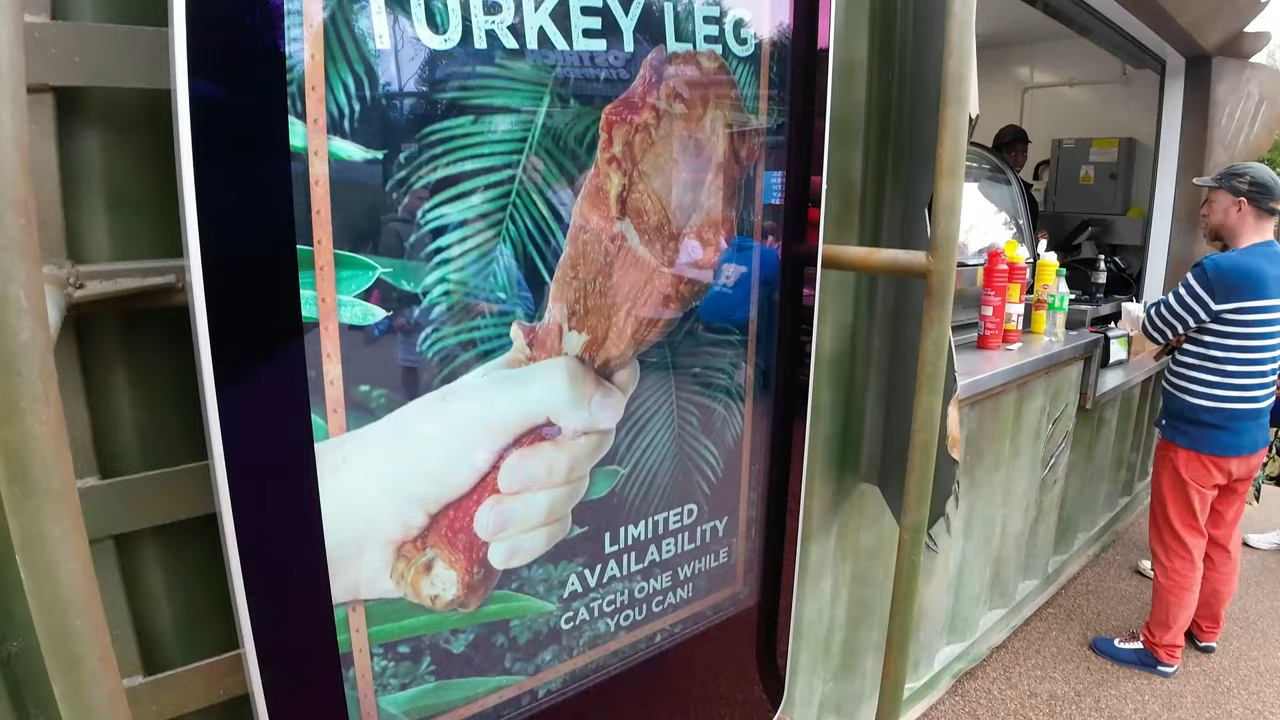 TURKEY LEG
LIMITED
AVAILABILITY
CATCH ONE WHILE
YOU CAN!